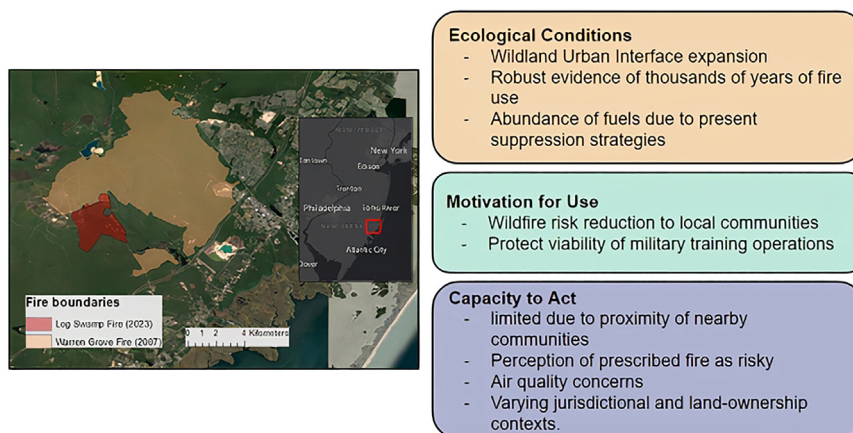 New York
Edison
Trenton
Philadelphia
Toms River
Atlantic City
Dover
Fire boundaries
Log Swamp Fire (2023)
Warren Grove Fire (2007)
0 1 2 4 Kilometers
Ecological Conditions
- Wildland Urban Interface expansion
- Robust evidence of thousands of years of fire
use
- Abundance of fuels due to present
suppression strategies
Motivation for Use
- Wildfire risk reduction to local communities
- Protect viability of military training operations
Capacity to Act
- limited due to proximity of nearby
communities
- Perception of prescribed fire as risky
- Air quality concerns
- Varying jurisdictional and land-ownership
contexts.